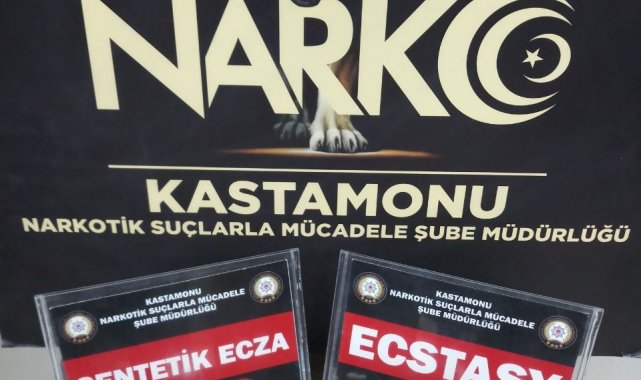 NARKO
KASTAMONU
NARKOTİK SUÇLARLA MÜCADELE ŞUBE MÜDÜRLÜĞÜ
KASTAMONU
NARKOTİK SUÇLARLA MÜCADELE
ŞUBE MÜDÜRLÜĞÜ
SENTETİK ECZA
KASTAMONU
NARKOTİK SUÇLARLA MÜCADELE
ŞUBE MÜDÜRLÜĞÜ
ECSTASY